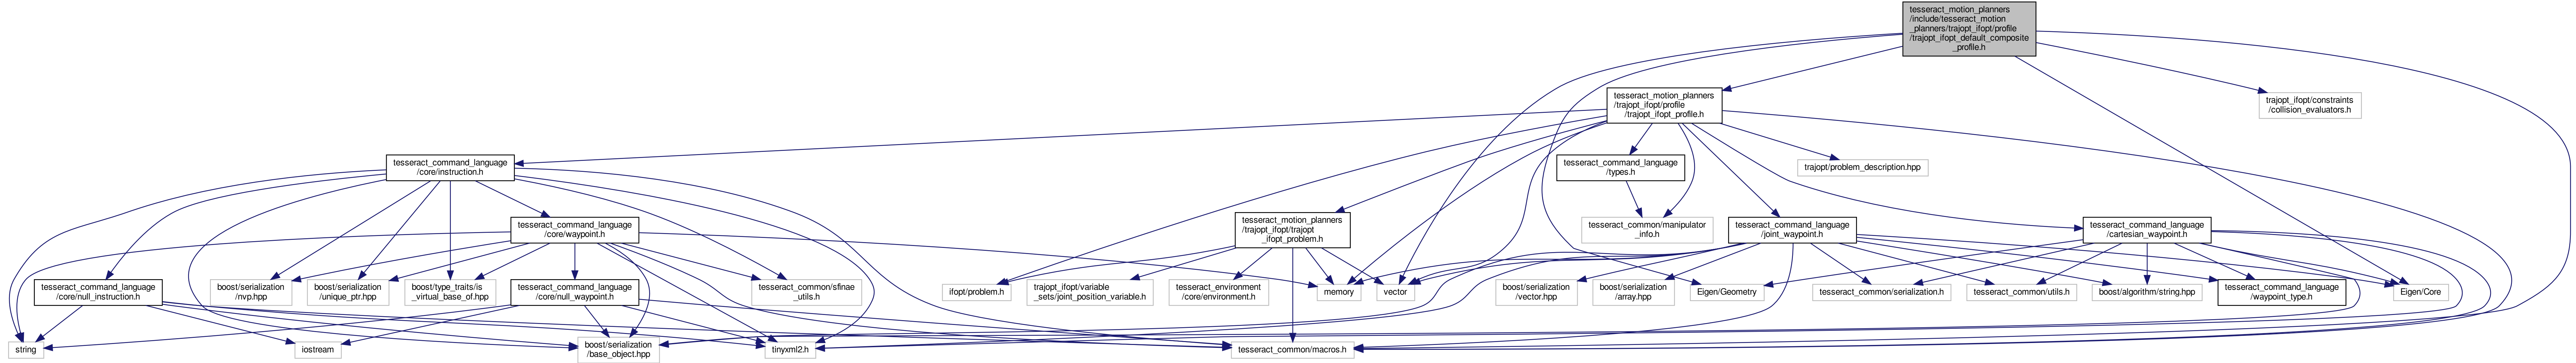 tesseract_motion_planners
/include/tesseract_motion
_planners/trajopt_ifopt/profile
/trajopt_ifopt_default_composite
_profile.h
tesseract_motion_planners
/trajopt_ifopt/profile
/trajopt_ifopt_profile.h
trajopt_ifopt/constraints
/collision_evaluators.h
tesseract_command_language
/core/instruction.h
tesseract_command_language
/types.h
trajopt/problem_description.hpp
tesseract_command_language
/core/waypoint.h
tesseract_motion_planners
/trajopt_ifopt/trajopt
_ifopt_problem.h
tesseract_common/manipulator
_info.h
tesseract_command_language
/joint_waypoint.h
tesseract_command_language
/cartesian_waypoint.h
tesseract_command_language
/core/null_instruction.h
boost/serialization
/nvp.hpp
boost/serialization
/unique_ptr.hpp
boost/type_traits/is
_virtual_base_of.hpp
tesseract_command_language
/core/null_waypoint.h
tesseract_common/sfinae
_utils.h
ifopt/problem.h
trajopt_ifopt/variable
_sets/joint_position_variable.h
tesseract_environment
/core/environment.h
memory
vector
boost/serialization
/vector.hpp
boost/serialization
/array.hpp
Eigen/Geometry
tesseract_common/serialization.h
tesseract_common/utils.h
boost/algorithm/string.hpp
tesseract_command_language
/waypoint_type.h
Eigen/Core
string
iostream
boost/serialization
/base_object.hpp
tinyxml2.h
tesseract_common/macros.h